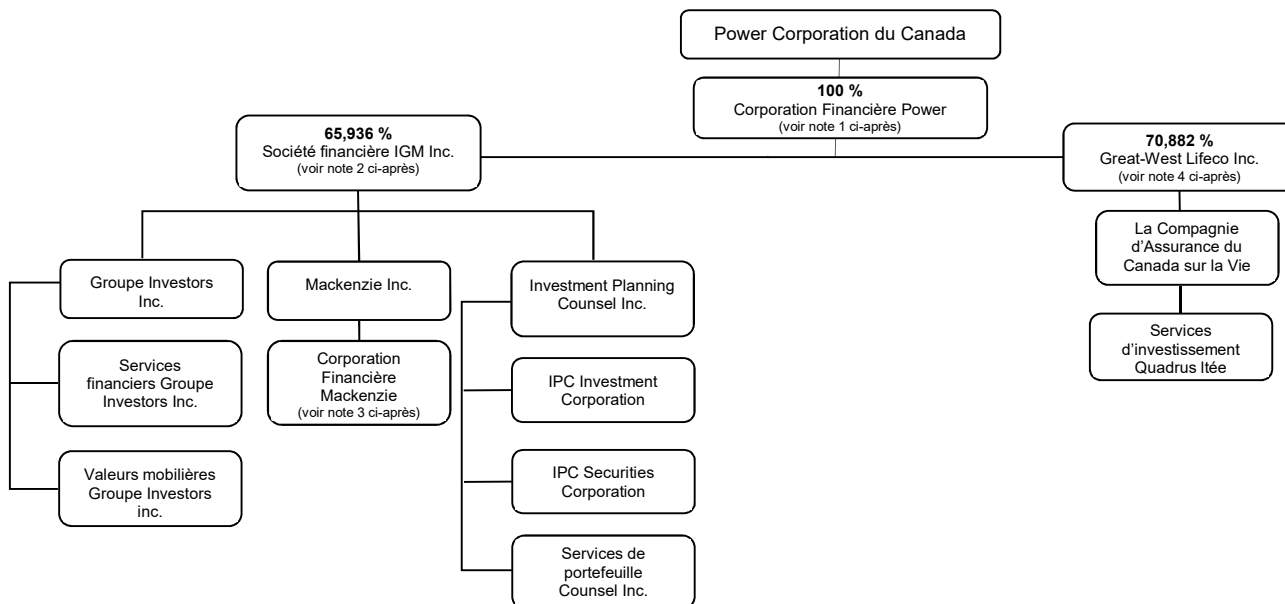 Power Corporation du Canada
100 %
Corporation Financière Power
(voir note 1 ci-après)
65,936 %
Société financière IGM Inc.
(voir note 2 ci-après)
70,882 %
Great-West Lifeco Inc.
(voir note 4 ci-après)
La Compagnie
d’Assurance du
Canada sur la Vie
Services
d’investissement
Quadrus ltée
Groupe Investors
Inc.
Services
financiers Groupe
Investors Inc.
Valeurs mobilières
Groupe Investors
inc.
Mackenzie Inc.
Corporation
Financière
Mackenzie
(voir note 3 ci-après)
Investment Planning
Counsel Inc.
IPC Investment
Corporation
IPC Securities
Corporation
Services de
portefeuille
Counsel Inc.